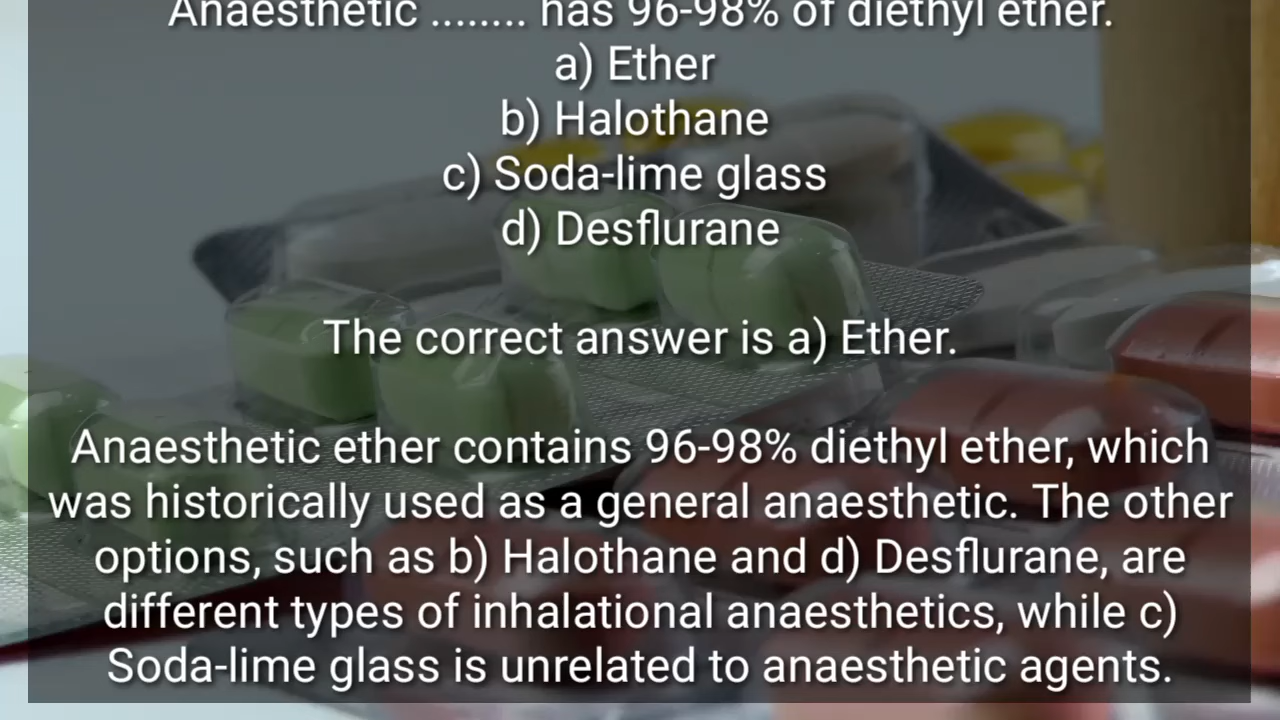 Anaesthetic ........ has 96-98% of diethyl ether.
a) Ether
b) Halothane
c) Soda-lime glass
d) Desflurane
The correct answer is a) Ether.
Anaesthetic ether contains 96-98% diethyl ether, which
was historically used as a general anaesthetic. The other
options, such as b) Halothane and d) Desflurane, are
different types of inhalational anaesthetics, while c)
Soda-lime glass is unrelated to anaesthetic agents.